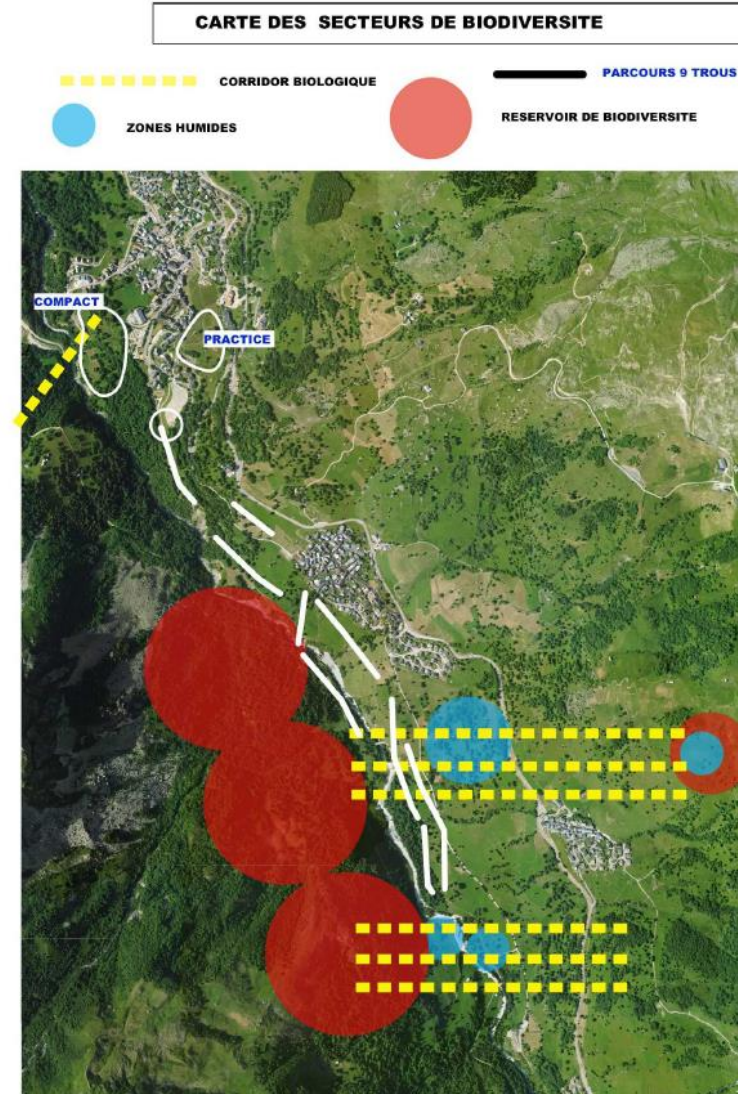 CARTE DES SECTEURS DE BIODIVERSITE
CORRIDOR BIOLOGIQUE
PARCOURS 9 TROUS
ZONES HUMIDES
RESERVOIR DE BIODIVERSITE
COMPACT
PRACTICE